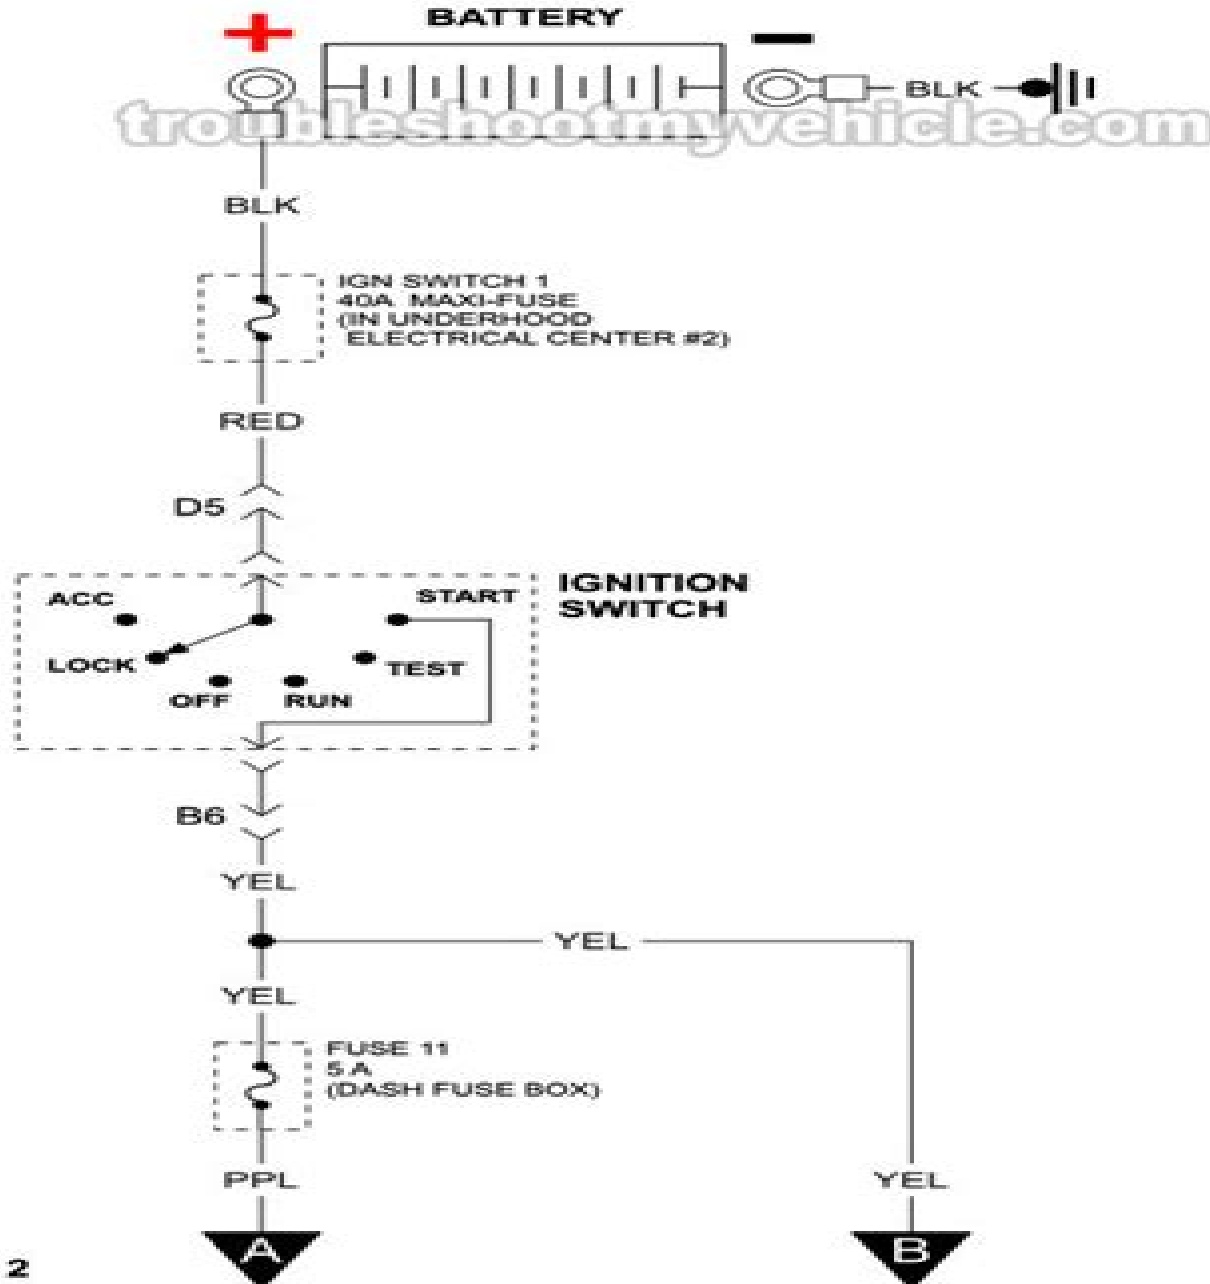 BATTERY
+
−
BLK
troubleshootmyvehicle.com
BLK
IGN SWITCH 1
40A MAXI-FUSE
(IN UNDERHOOD
ELECTRICAL CENTER #2)
RED
D5
IGNITION
SWITCH
ACC
START
LOCK
TEST
OFF
RUN
B6
YEL
YEL
YEL
FUSE 11
5 A
(DASH FUSE BOX)
PPL
YEL
A
B
2